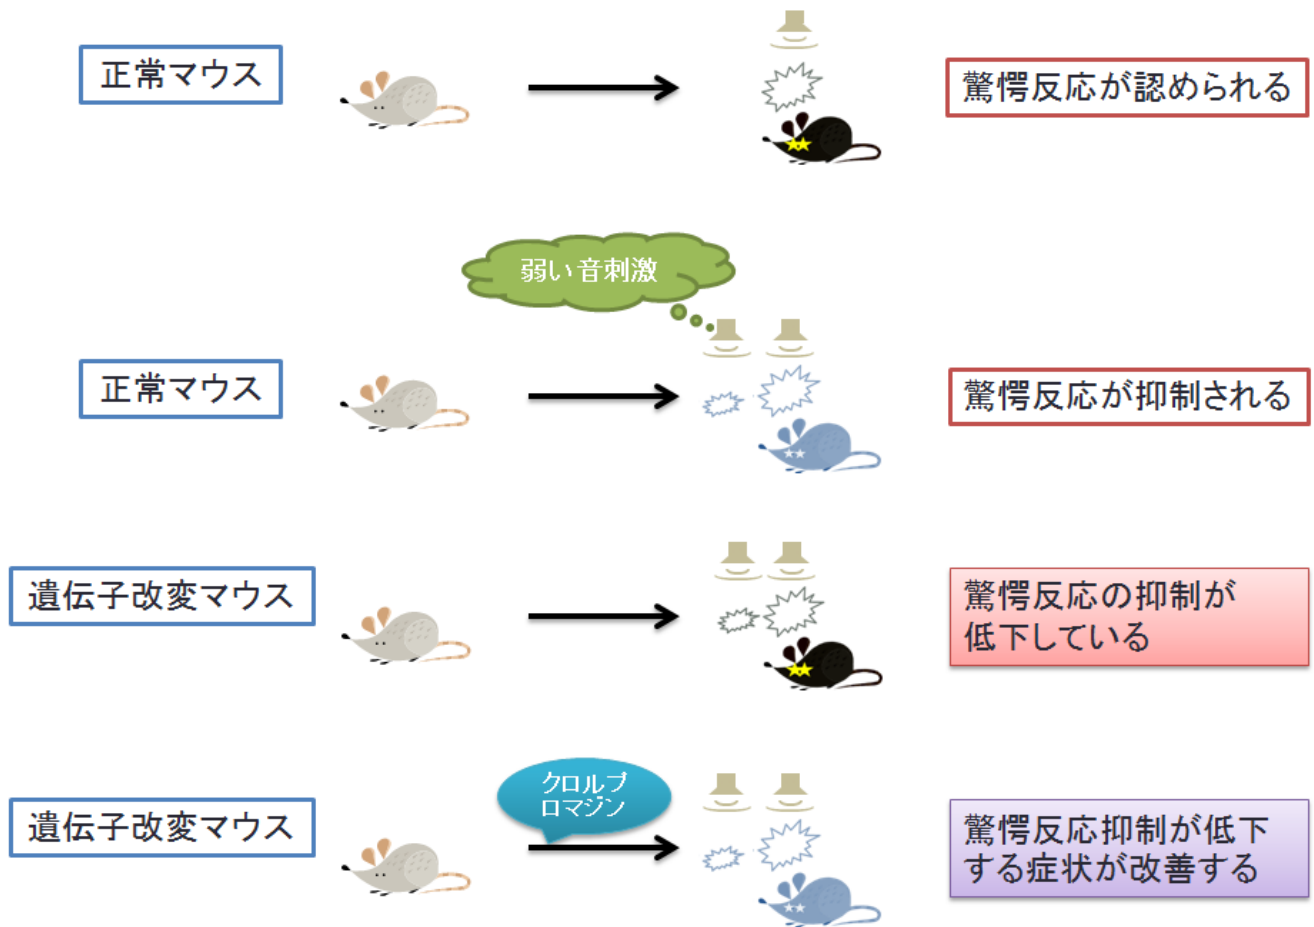 正常マウス
驚愕反応が認められる
弱い音刺激
正常マウス
驚愕反応が抑制される
遺伝子改変マウス
驚愕反応の抑制が
低下している
クロルプ
ロマジン
遺伝子改変マウス
驚愕反応抑制が低下
する症状が改善する